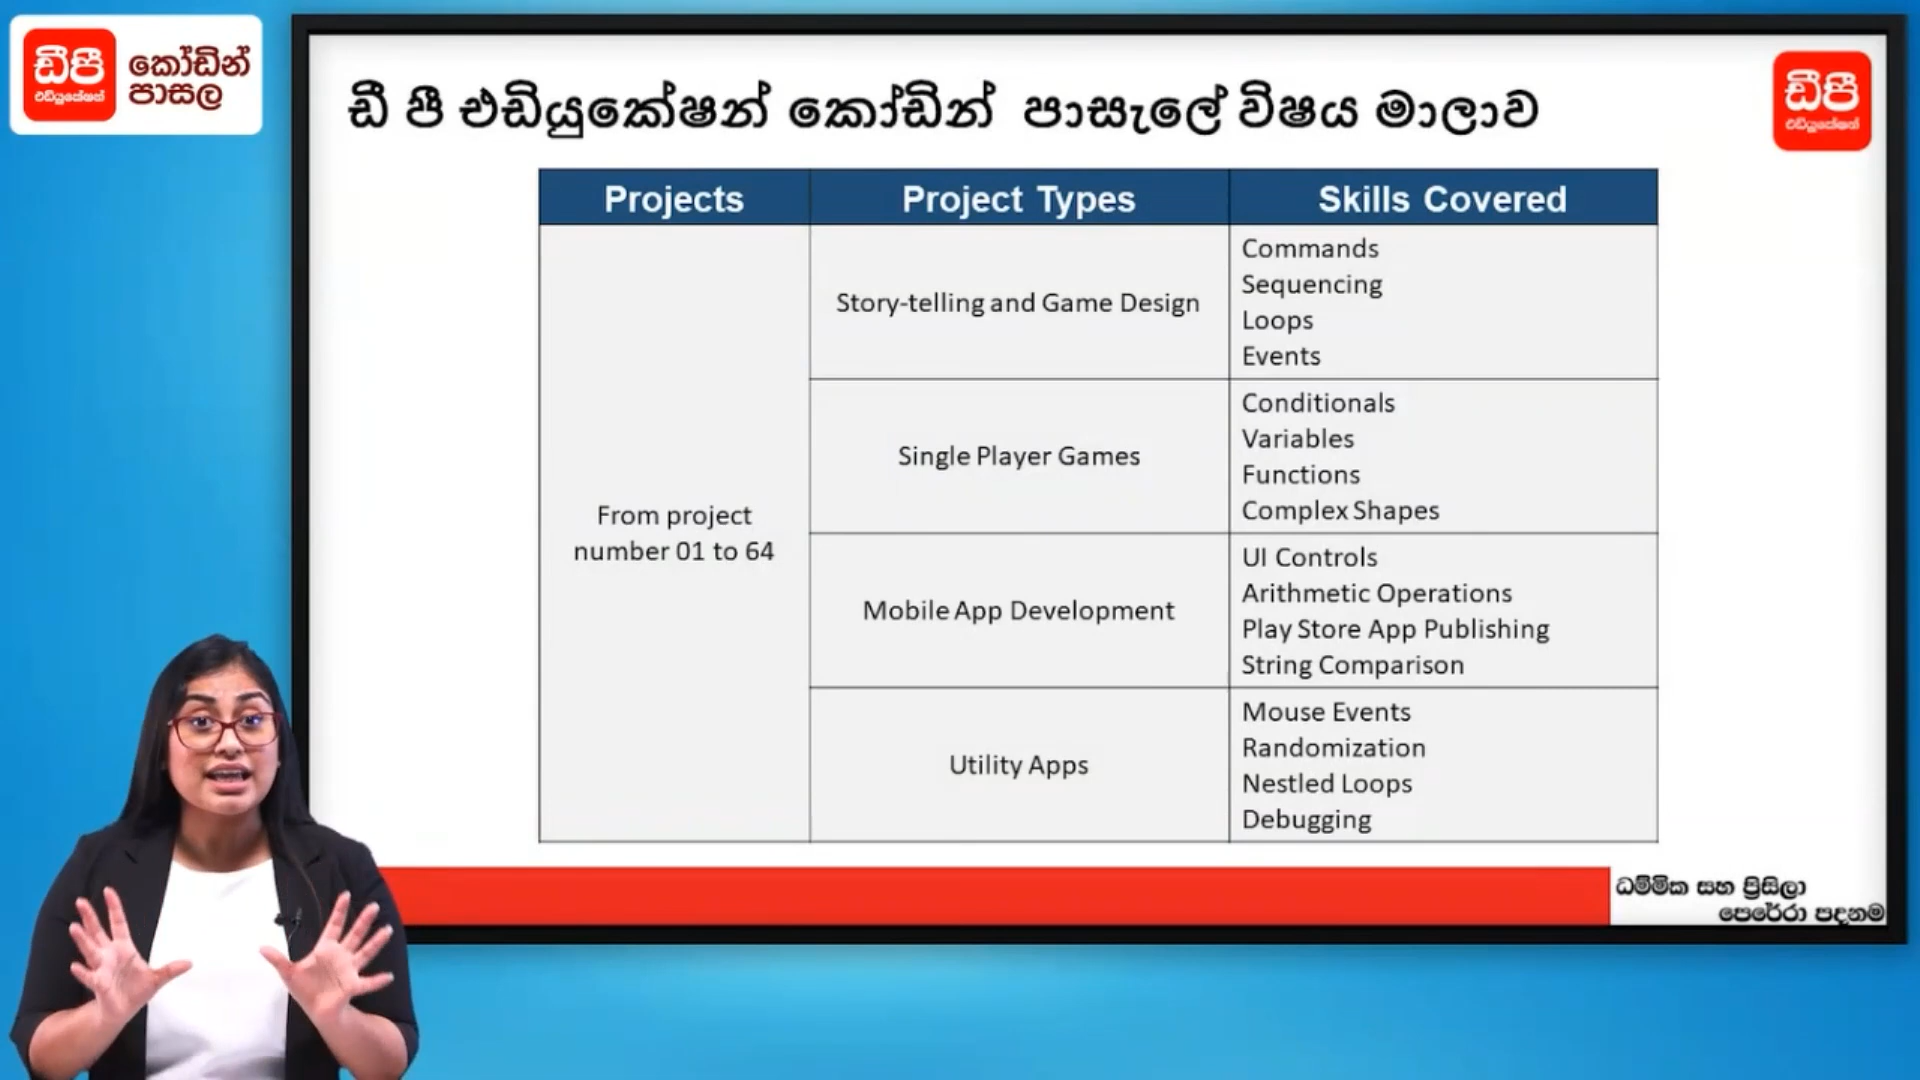 ඩීපී
එඩියුකේෂන්
කෝඩින්
පාසල
ඩී පී එඩියුකේෂන් කෝඩින් පාසැලේ විෂය මාලාව
ඩීපී
එඩියුකේෂන්
Projects Project Types Skills Covered
From project
number 01 to 64
Story-telling and Game Design
Commands
Sequencing
Loops
Events
Single Player Games
Conditionals
Variables
Functions
Complex Shapes
Mobile App Development
UI Controls
Arithmetic Operations
Play Store App Publishing
String Comparison
Utility Apps
Mouse Events
Randomization
Nestled Loops
Debugging
ධම්මික සහ ප්‍රිසිලා
පෙරේරා පදනම